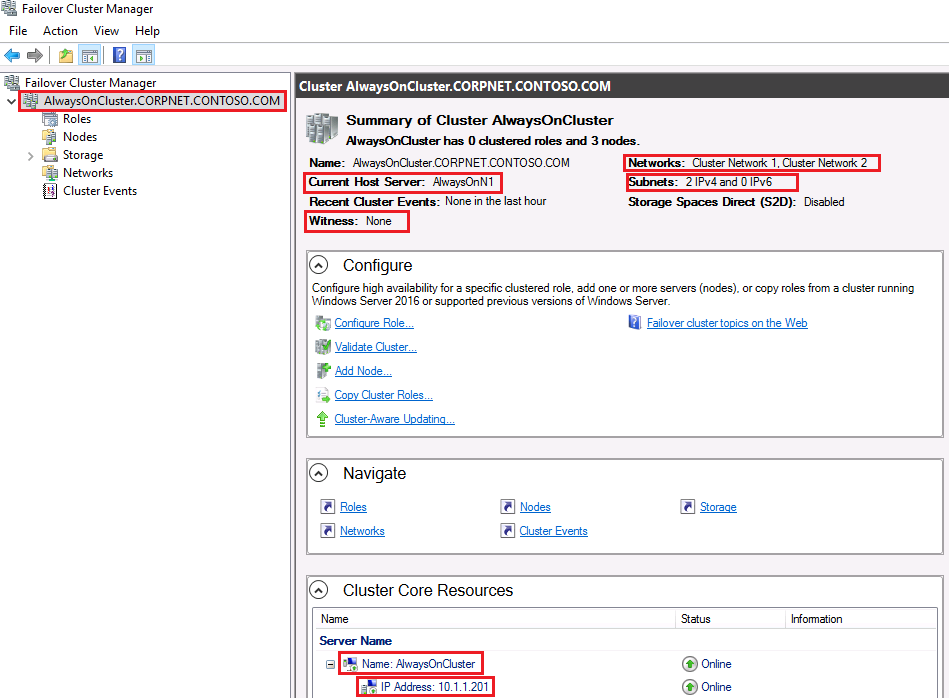 Failover Cluster Manager
File Action View Help
Failover Cluster Manager
AlwaysOnCluster.CORPNET.CONTOSO.COM
Roles
Nodes
Storage
Networks
Cluster Events
Cluster AlwaysOnCluster.CORPNET.CONTOSO.COM
Summary of Cluster AlwaysOnCluster
AlwaysOnCluster has 0 clustered roles and 3 nodes.
Name: AlwaysOnCluster.CORPNET.CONTOSO.COM
Networks: Cluster Network 1, Cluster Network 2
Current Host Server: AlwaysOnN1
Subnets: 2 IPv4 and 0 IPv6
Recent Cluster Events: None in the last hour
Storage Spaces Direct (S2D): Disabled
Witness: None
Configure
Configure high availability for a specific clustered role, add one or more servers (nodes), or copy roles from a cluster running
Windows Server 2016 or supported previous versions of Windows Server.
Configure Role...
Failover cluster topics on the Web
Validate Cluster...
Add Node...
Copy Cluster Roles...
Cluster-Aware Updating...
Navigate
Roles Nodes Storage
Networks Cluster Events
Cluster Core Resources
Name Status Information
Server Name
Name: AlwaysOnCluster Online
IP Address: 10.1.1.201 Online